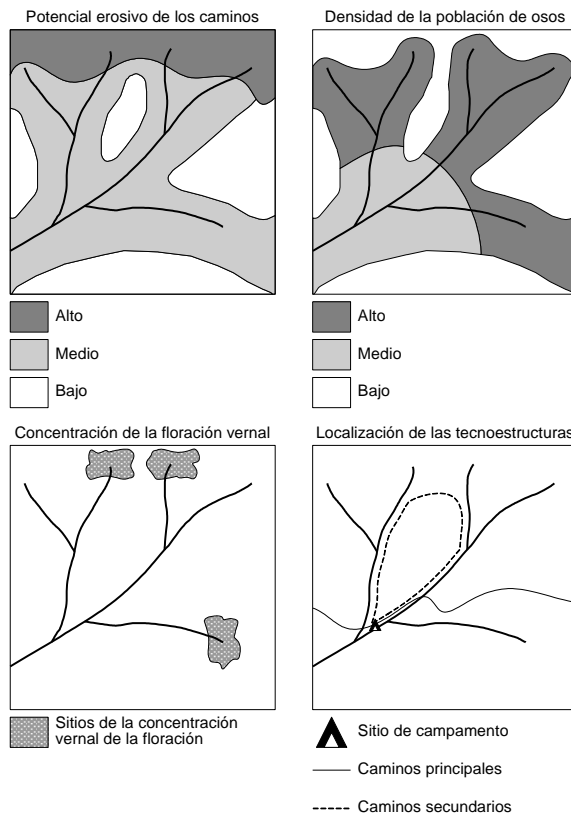 Potencial erosivo de los caminos
Densidad de la población de osos
Alto
Medio
Bajo
Alto
Medio
Bajo
Concentración de la floración vernal
Localización de las tecnoestructuras
Sitios de la concentración
vernal de la floración
Sitio de campamento
Caminos principales
Caminos secundarios